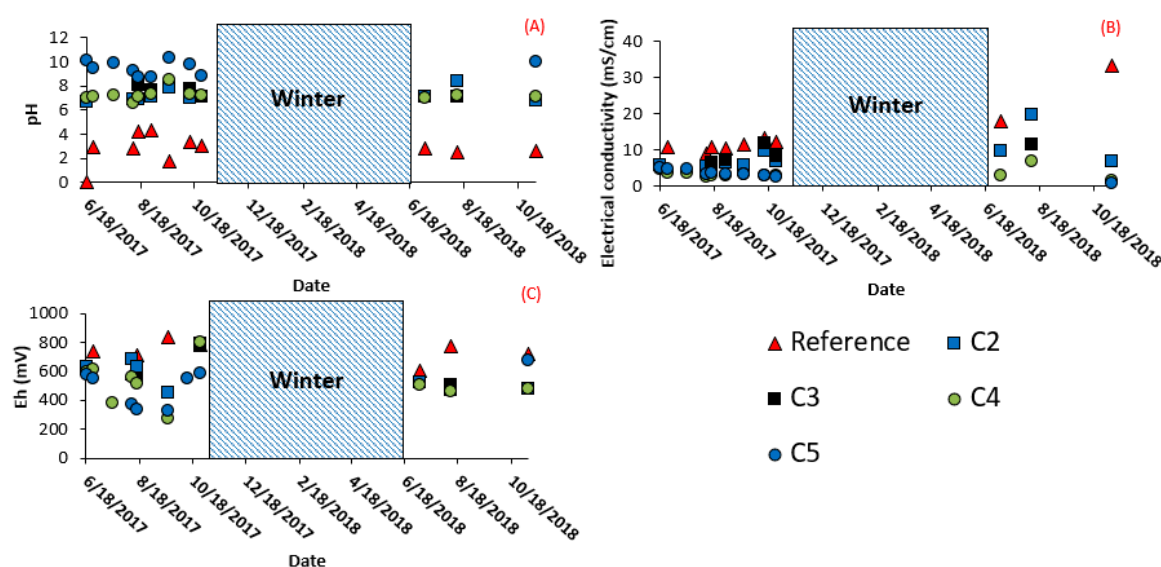 (A)
12
10
8
6
4
2
0
pH
Winter
6/18/2017
8/18/2017
10/18/2017
12/18/2017
2/18/2018
4/18/2018
6/18/2018
8/18/2018
10/18/2018
Date
(B)
40
30
20
10
0
Electrical conductivity (mS/cm)
Winter
6/18/2017
8/18/2017
10/18/2017
12/18/2017
2/18/2018
4/18/2018
6/18/2018
8/18/2018
10/18/2018
Date
(C)
1000
800
600
400
200
0
Eh (mV)
Winter
6/18/2017
8/18/2017
10/18/2017
12/18/2017
2/18/2018
4/18/2018
6/18/2018
8/18/2018
10/18/2018
Date
Reference
C2
C3
C4
C5